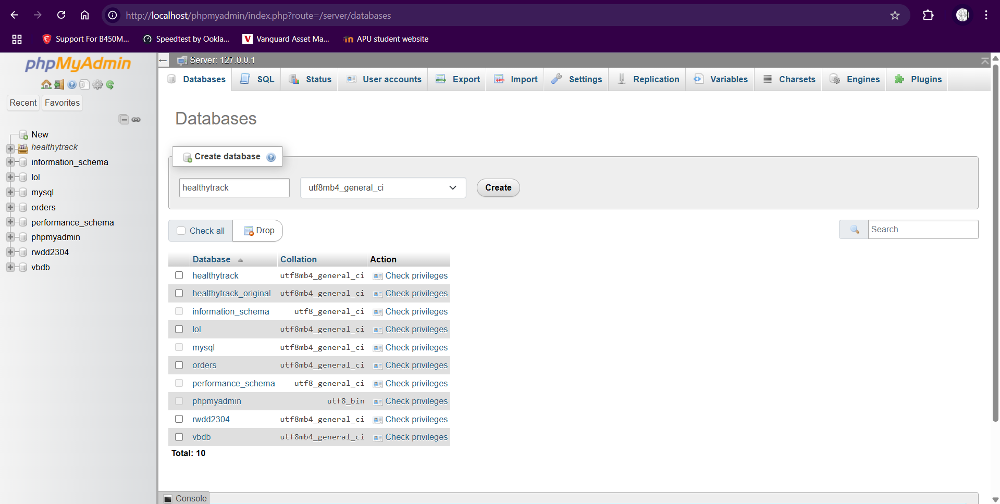 http://localhost/phpmyadmin/index.php?route=/server/databases
Support For B450M...
Speedtest by Ookla...
Vanguard Asset Ma...
APU student website
phpMyAdmin
Recent
Favorites
New
healthytrack
information_schema
lol
mysql
orders
performance_schema
phpmyadmin
rwdd2304
vbdb
Server: 127.0.0.1
Databases
SQL
Status
User accounts
Export
Import
Settings
Replication
Variables
Charsets
Engines
Plugins
Databases
Create database
healthytrack
utf8mb4_general_ci
Create
Check all
Drop
Search
Database Collation Action
healthytrack utf8mb4_general_ci Check privileges
healthytrack_original utf8mb4_general_ci Check privileges
information_schema utf8_general_ci Check privileges
lol utf8mb4_general_ci Check privileges
mysql utf8mb4_general_ci Check privileges
orders utf8mb4_general_ci Check privileges
performance_schema utf8_general_ci Check privileges
phpmyadmin utf8_bin Check privileges
rwdd2304 utf8mb4_general_ci Check privileges
vbdb utf8mb4_general_ci Check privileges
Total: 10
Console